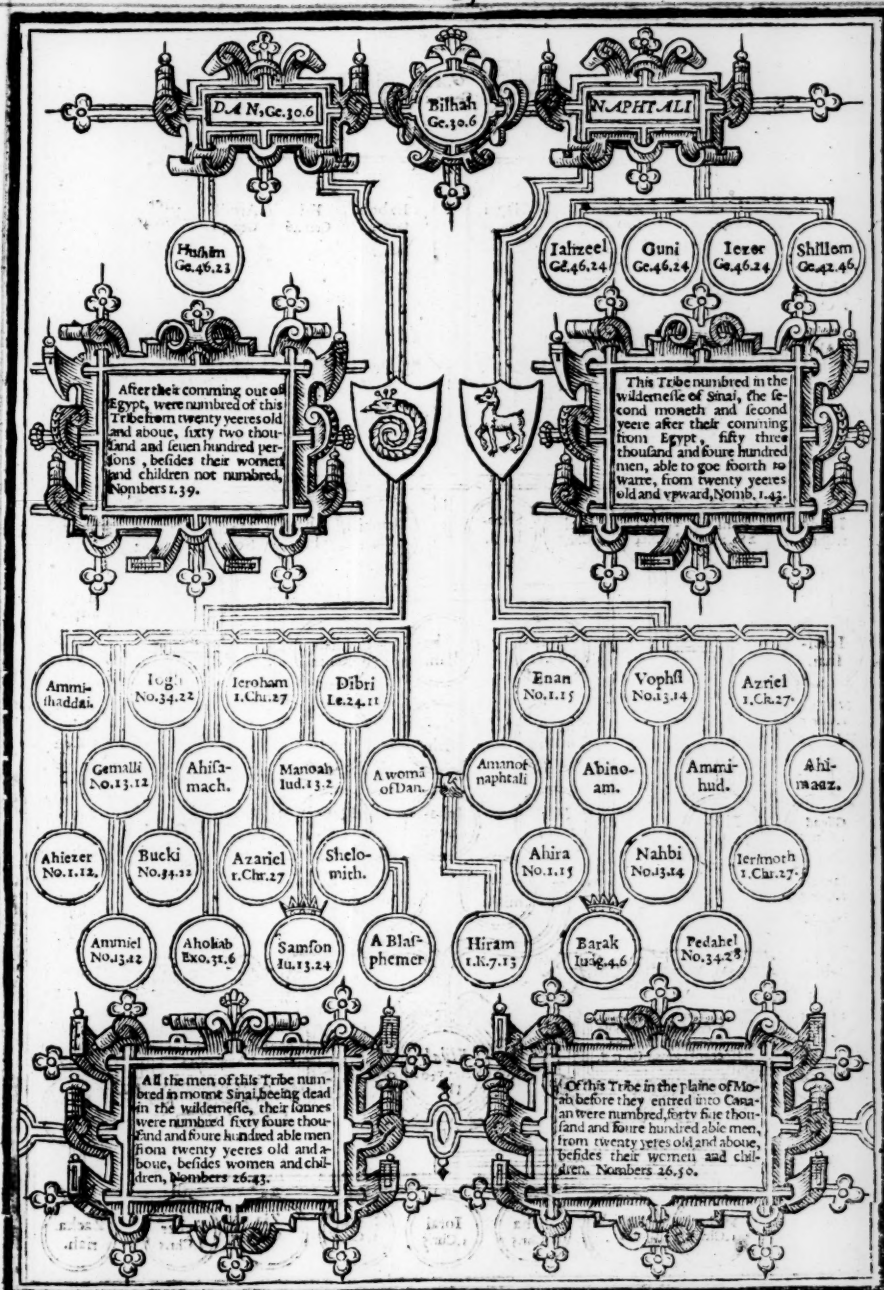 DAN, Ge.30.6
Bilhah
Ge.30.6
NAPHTALI
Hushim
Ge.46.23
Iahzeel
Ge.46.24
Guni
Ge.46.24
Iezer
Ge.46.24
Shillem
Ge.42.46.
After their comming out of
Egypt, were numbred of this
Tribe from twenty yeeres old
and aboue, sixty two thou-
sand and seuen hundred per-
sons, besides their women
and children not numbred,
Nombers 1.39.
This Tribe numbred in the
wildernesse of Sinai, the se-
cond moneth and second
yeere after their comming
from Egypt, fifty three
thousand and foure hundred
men, able to goe foorth to
warre, from twenty yeeres
old and vpward, Nomb. 1.43.
Ammi-
shaddai.
Iogli
No.34.22
Ieroham
1.Chr.27
Dibri
Le.24.11
Enan
No.1.15
Vophsi
No.13.14
Azriel
1.Ch.27.
Gemalli
No.13.12
Ahisa-
mach.
Manoah
Iud.13.2
A womā
of Dan.
A man of
naphtali
Abino-
am.
Ammi-
hud.
Ahi-
maaz.
Ahiezer
No.1.12.
Bucki
No.34.22
Azariel
1.Chr.27
Shelo-
mich.
Ahira
No.1.15
Nahbi
No.13.14
Ierimoth
1.Chr.27.
Ammiel
No.13.12
Aholiab
Exo.31.6
Samson
Iu.13.24
A Blas-
phemer
Hiram
1.K.7.13
Barak
Iudg.4.6
Pedahel
No.34.28
All the men of this Tribe num-
bred in mount Sinai, beeing dead
in the wildernesse, their sonnes
were numbred sixty foure thou-
sand and foure hundred able men
from twenty yeeres old and a-
boue, besides women and chil-
dren, Nombers 26.43.
Of this Tribe in the plaine of Mo-
ab before they entred into Cana-
an were numbred, forty fiue thou-
sand and foure hundred able men,
from twenty yeres old and aboue,
besides their women and chil-
dren. Nombers 26.50.